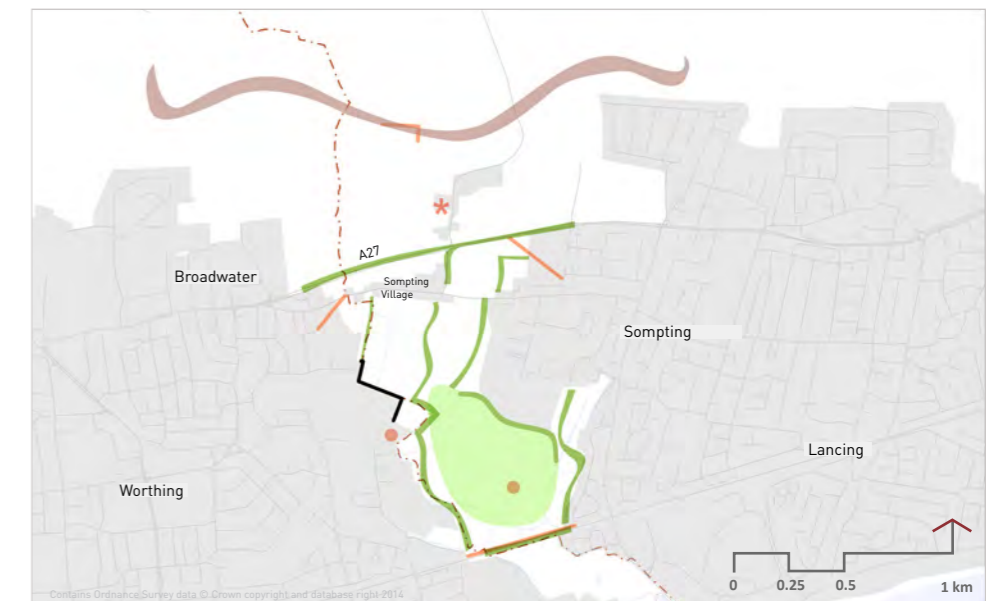 A27
Broadwater
Sompting
Village
Sompting
Lancing
Worthing
0 0.25 0.5 1 km
Contains Ordnance Survey data © Crown copyright and database right 2014